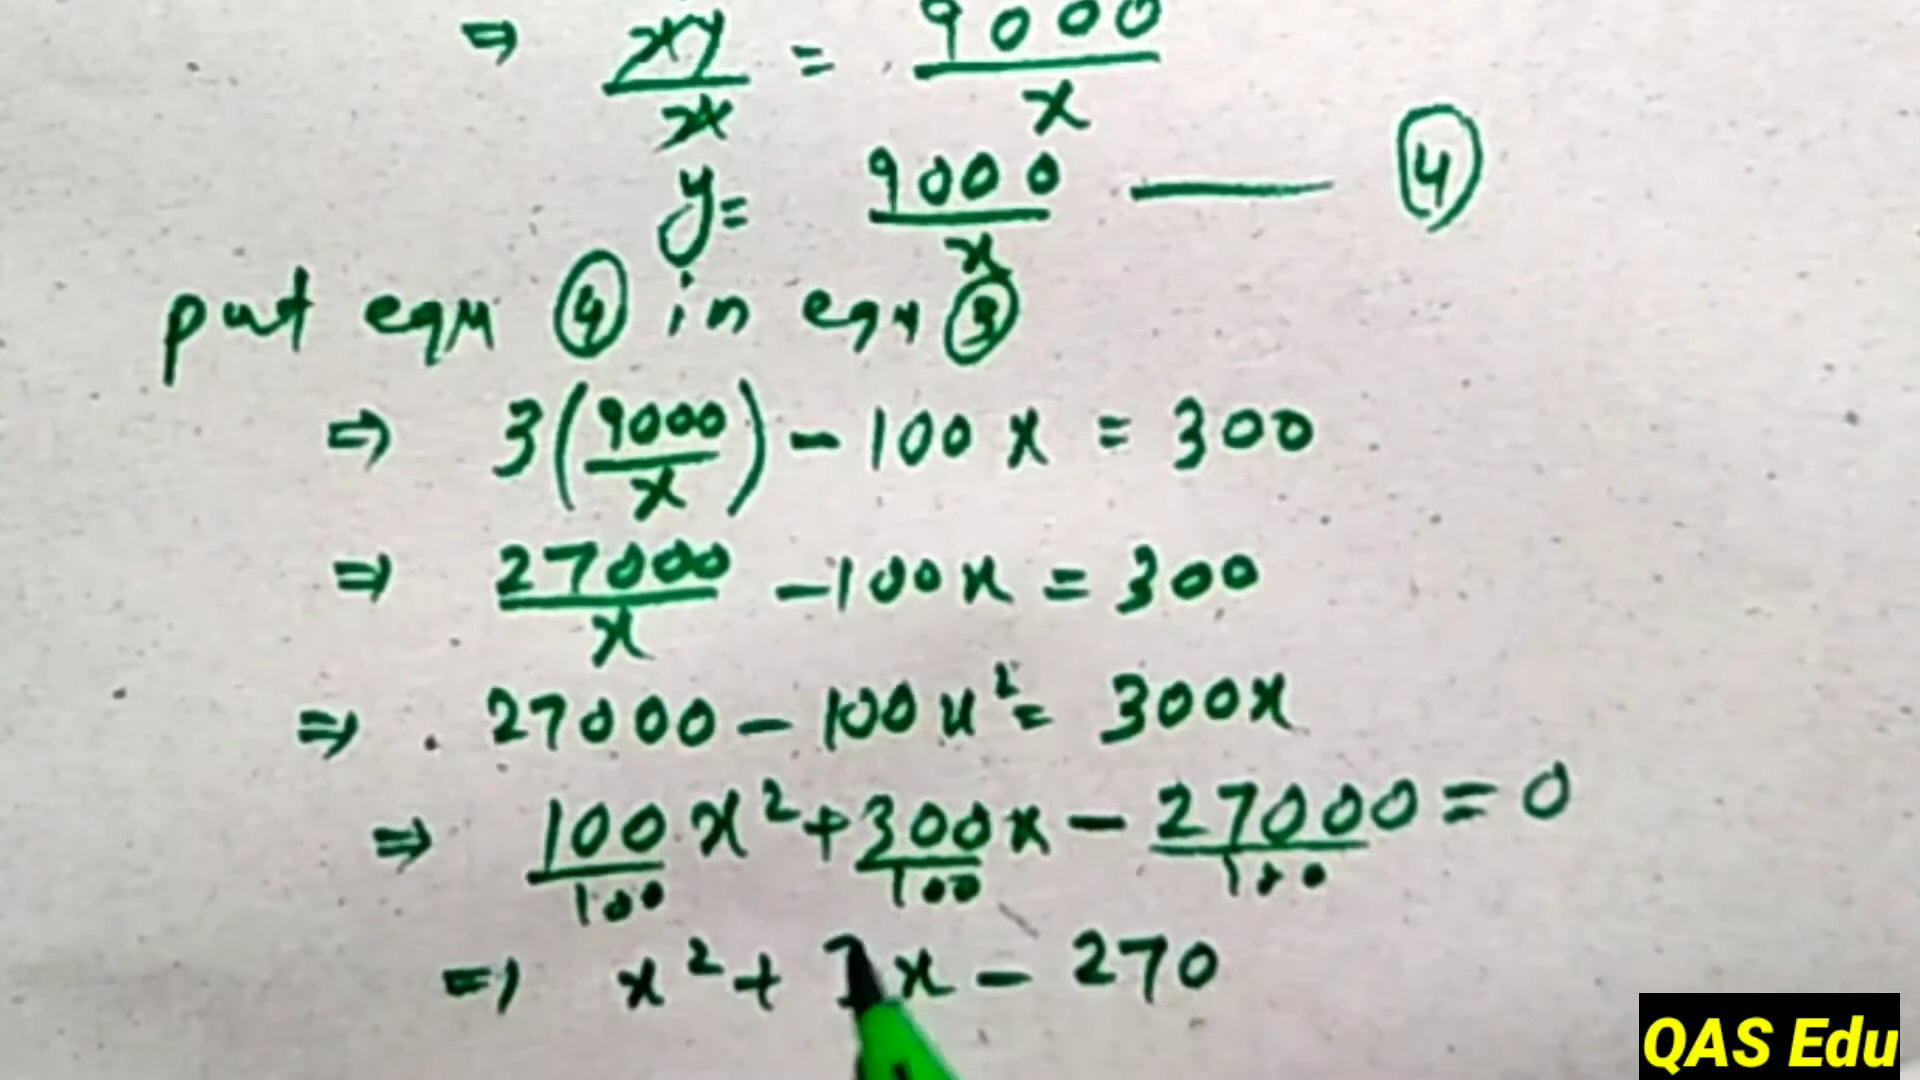 ⇒ xy/x = 9000/x
y = 9000/x —— ④
put eqn ④ in eqn ③
⇒ 3(9000/x) - 100x = 300
⇒ 27000/x - 100x = 300
⇒ 27000 - 100x² = 300x
⇒ 100/100 x² + 300/100 x - 27000/100 = 0
⇒ x² + 3x - 270
QAS Edu